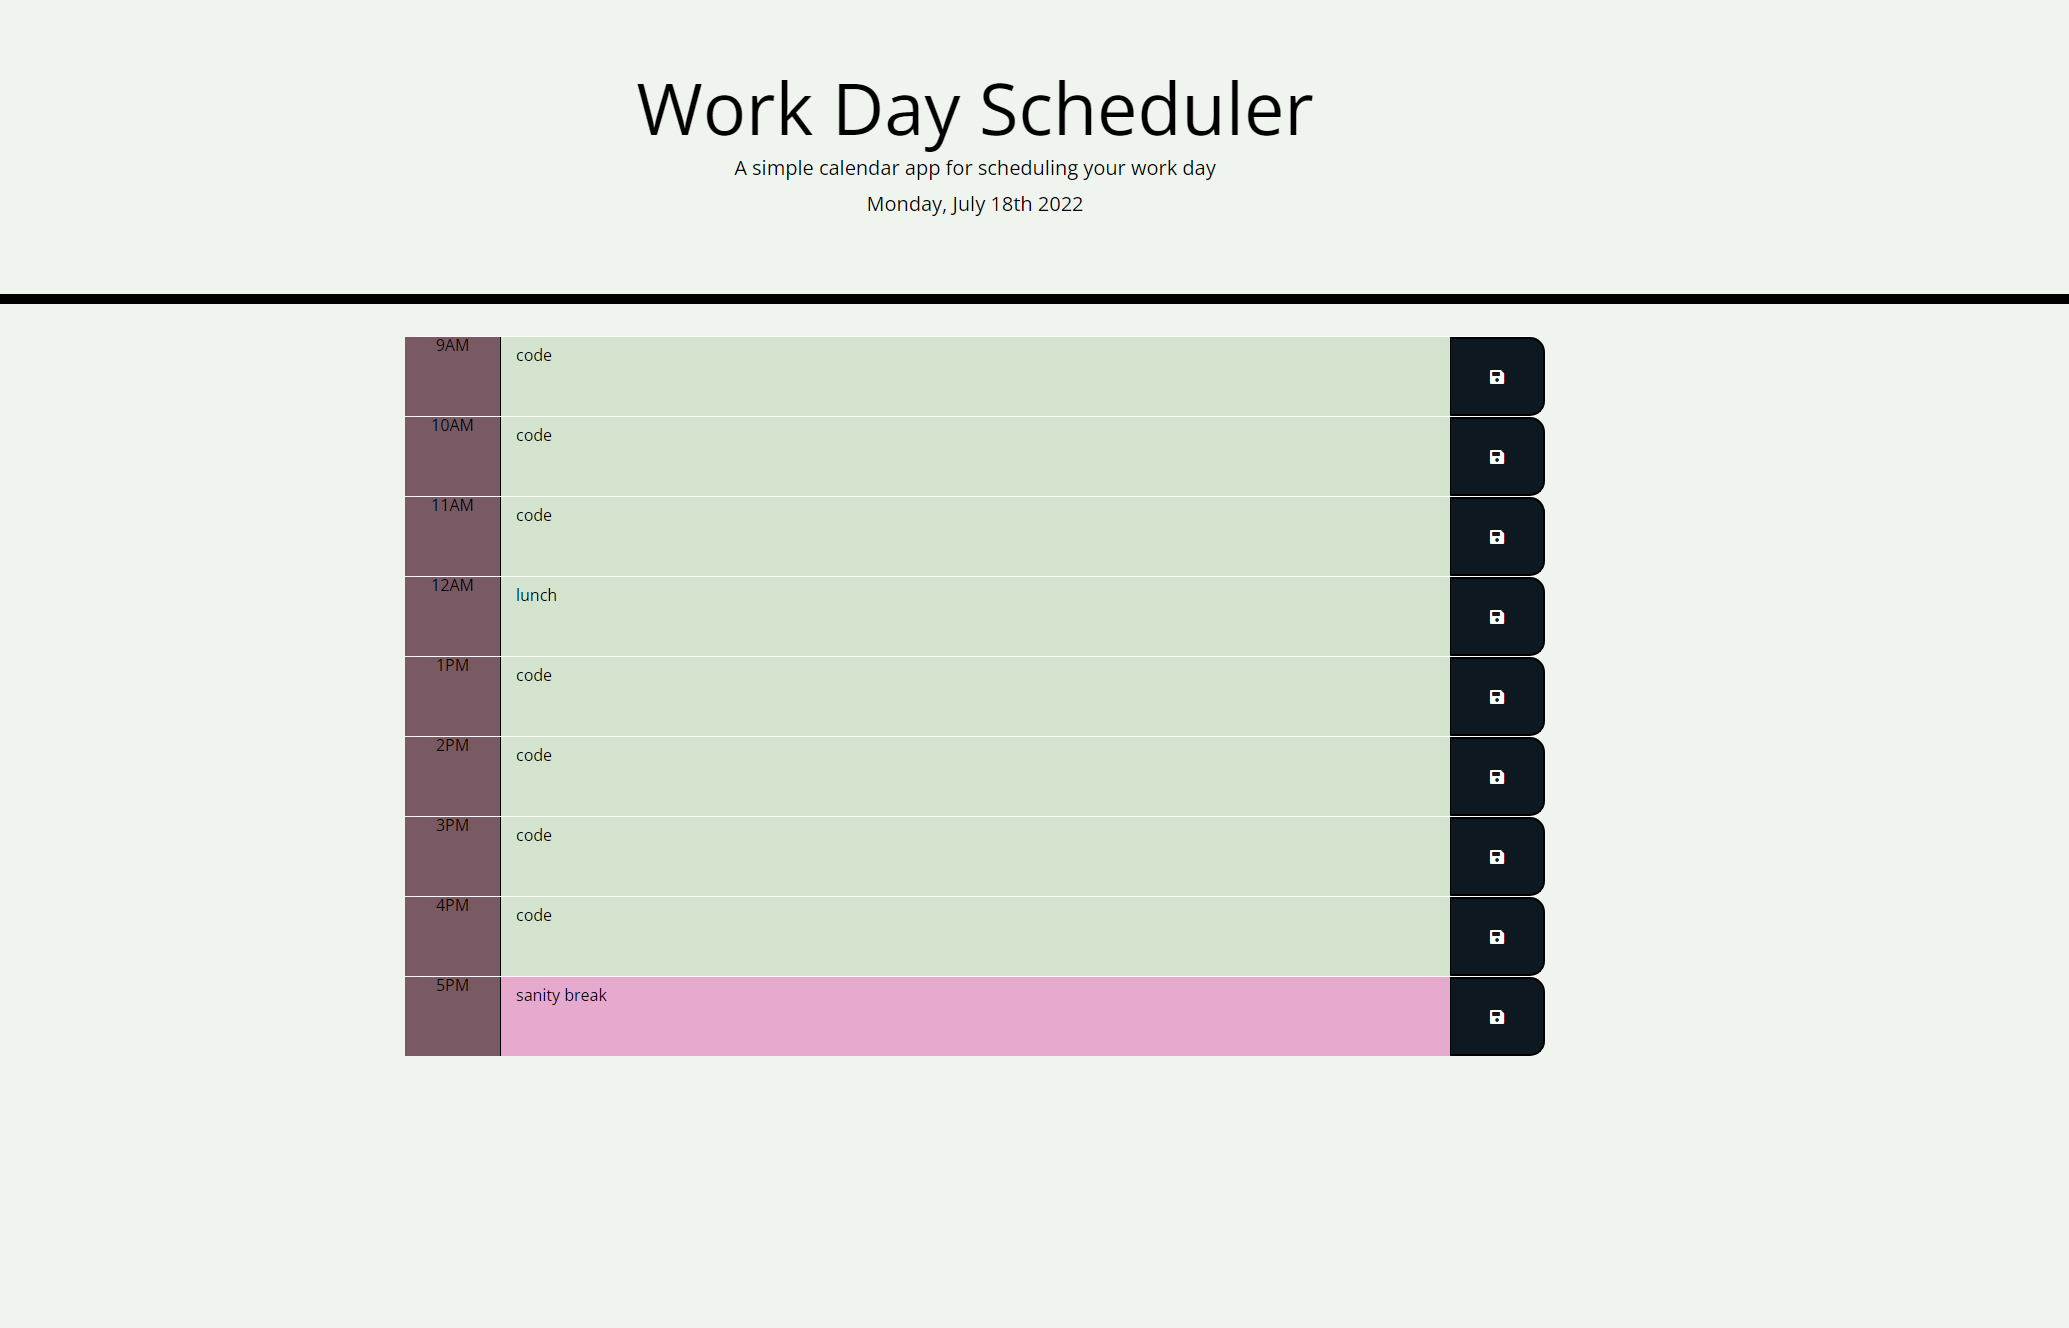 Work Day Scheduler
A simple calendar app for scheduling your work day
Monday, July 18th 2022
9AM
code
10AM
code
11AM
code
12AM
lunch
1PM
code
2PM
code
3PM
code
4PM
code
5PM
sanity break